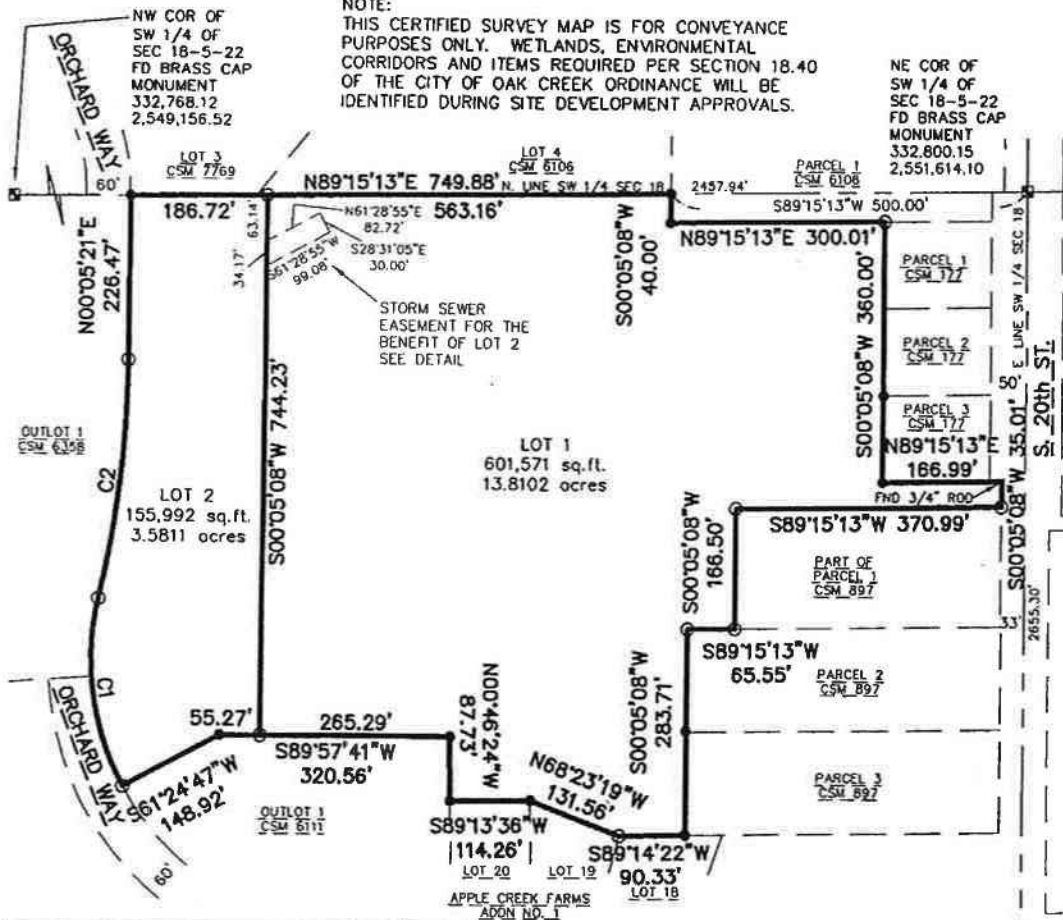 NW COR OF
SW 1/4 OF
SEC 18-5-22
FD BRASS CAP
MONUMENT
332,768.12
2,549,156.52
NOTE:
THIS CERTIFIED SURVEY MAP IS FOR CONVEYANCE
PURPOSES ONLY. WETLANDS, ENVIRONMENTAL
CORRIDORS AND ITEMS REQUIRED PER SECTION 18.40
OF THE CITY OF OAK CREEK ORDINANCE WILL BE
IDENTIFIED DURING SITE DEVELOPMENT APPROVALS.
NE COR OF
SW 1/4 OF
SEC 18-5-22
FD BRASS CAP
MONUMENT
332.800.15
2,551,614.10
ORCHARD WAY
60'
LOT 3
CSM 7769
LOT 4
CSM 6106
PARCEL 1
CSM 6108
N89°15'13"E 749.88'
N. LINE SW 1/4 SEC 18
2457.94'
186.72'
563.16'
S89°15'13"W 500.00'
N89°15'13"E 300.01'
N00°05'21"E
226.47'
63.14'
34.17'
N61°28'55"E
82.72'
S28°31'05"E
30.00'
S61°28'55"W
99.08'
STORM SEWER
EASEMENT FOR THE
BENEFIT OF LOT 2
SEE DETAIL
S00°05'08"W
40.00'
S00°05'08"W 360.00'
PARCEL 1
CSM 177
PARCEL 2
CSM 177
PARCEL 3
CSM 177
E LINE SW 1/4 SEC 18
50'
S. 20th ST.
N89°15'13"E
166.99'
FND 3/4" ROD
S00°05'08"W 35.01'
OUTLOT 1
CSM 6358
C2
LOT 2
155,992 sq.ft.
3.5811 acres
S00°05'08"W 744.23'
LOT 1
601,571 sq.ft.
13.8102 acres
S00°05'08"W
166.50'
S89°15'13"W 370.99'
PART OF
PARCEL 1
CSM 897
33'
2655.30'
S89°15'13"W
65.55'
PARCEL 2
CSM 897
S00°05'08"W
283.71'
PARCEL 3
CSM 897
C1
ORCHARD WAY
60'
55.27'
265.29'
S89°57'41"W
320.56'
S61°24'47"W
148.92'
OUTLOT 1
CSM 6111
N00°46'24"W
87.73'
N68°23'19"W
131.56'
S89°13'36"W
114.26'
S89°14'22"W
90.33'
LOT 20
LOT 19
LOT 18
APPLE CREEK FARMS
ADDN NO. 1